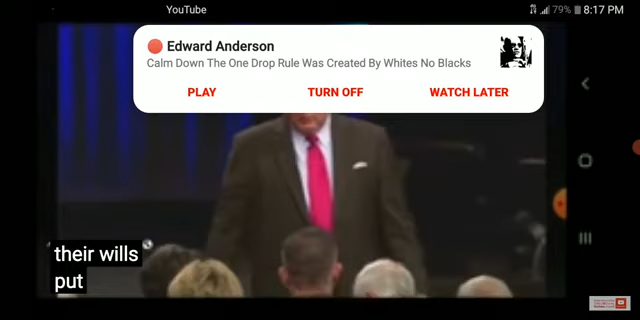 YouTube
79% 8:17 PM
Edward Anderson
Calm Down The One Drop Rule Was Created By Whites No Blacks
PLAY TURN OFF WATCH LATER
their wills
put